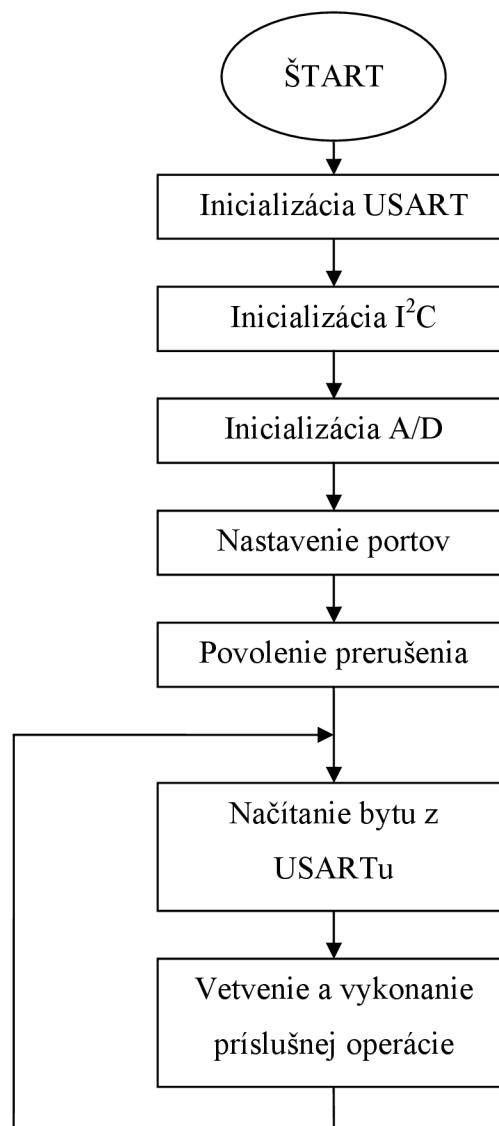 ŠTART
Inicializácia USART
Inicializácia I²C
Inicializácia A/D
Nastavenie portov
Povolenie prerušenia
Načítanie bytu z
USARTu
Vetvenie a vykonanie
príslušnej operácie